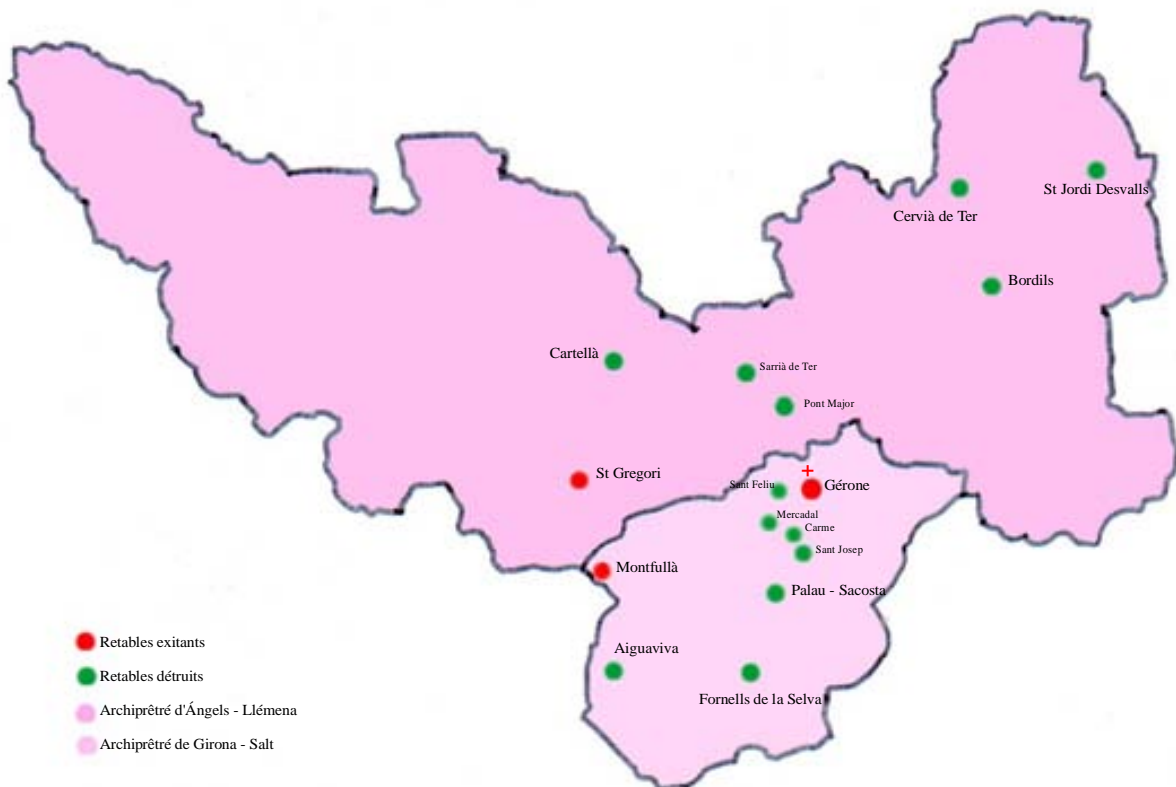 St Jordi Desvalls
Cervià de Ter
Bordils
Cartellà
Sarrià de Ter
Pont Major
St Gregori
Sant Feliu
Gérone
Mercadal
Carme
Sant Josep
Montfullà
Palau - Sacosta
Aiguaviva
Fornells de la Selva
Retables exitants
Retables détruits
Archiprêtré d'Ángels - Llémena
Archiprêtré de Girona - Salt